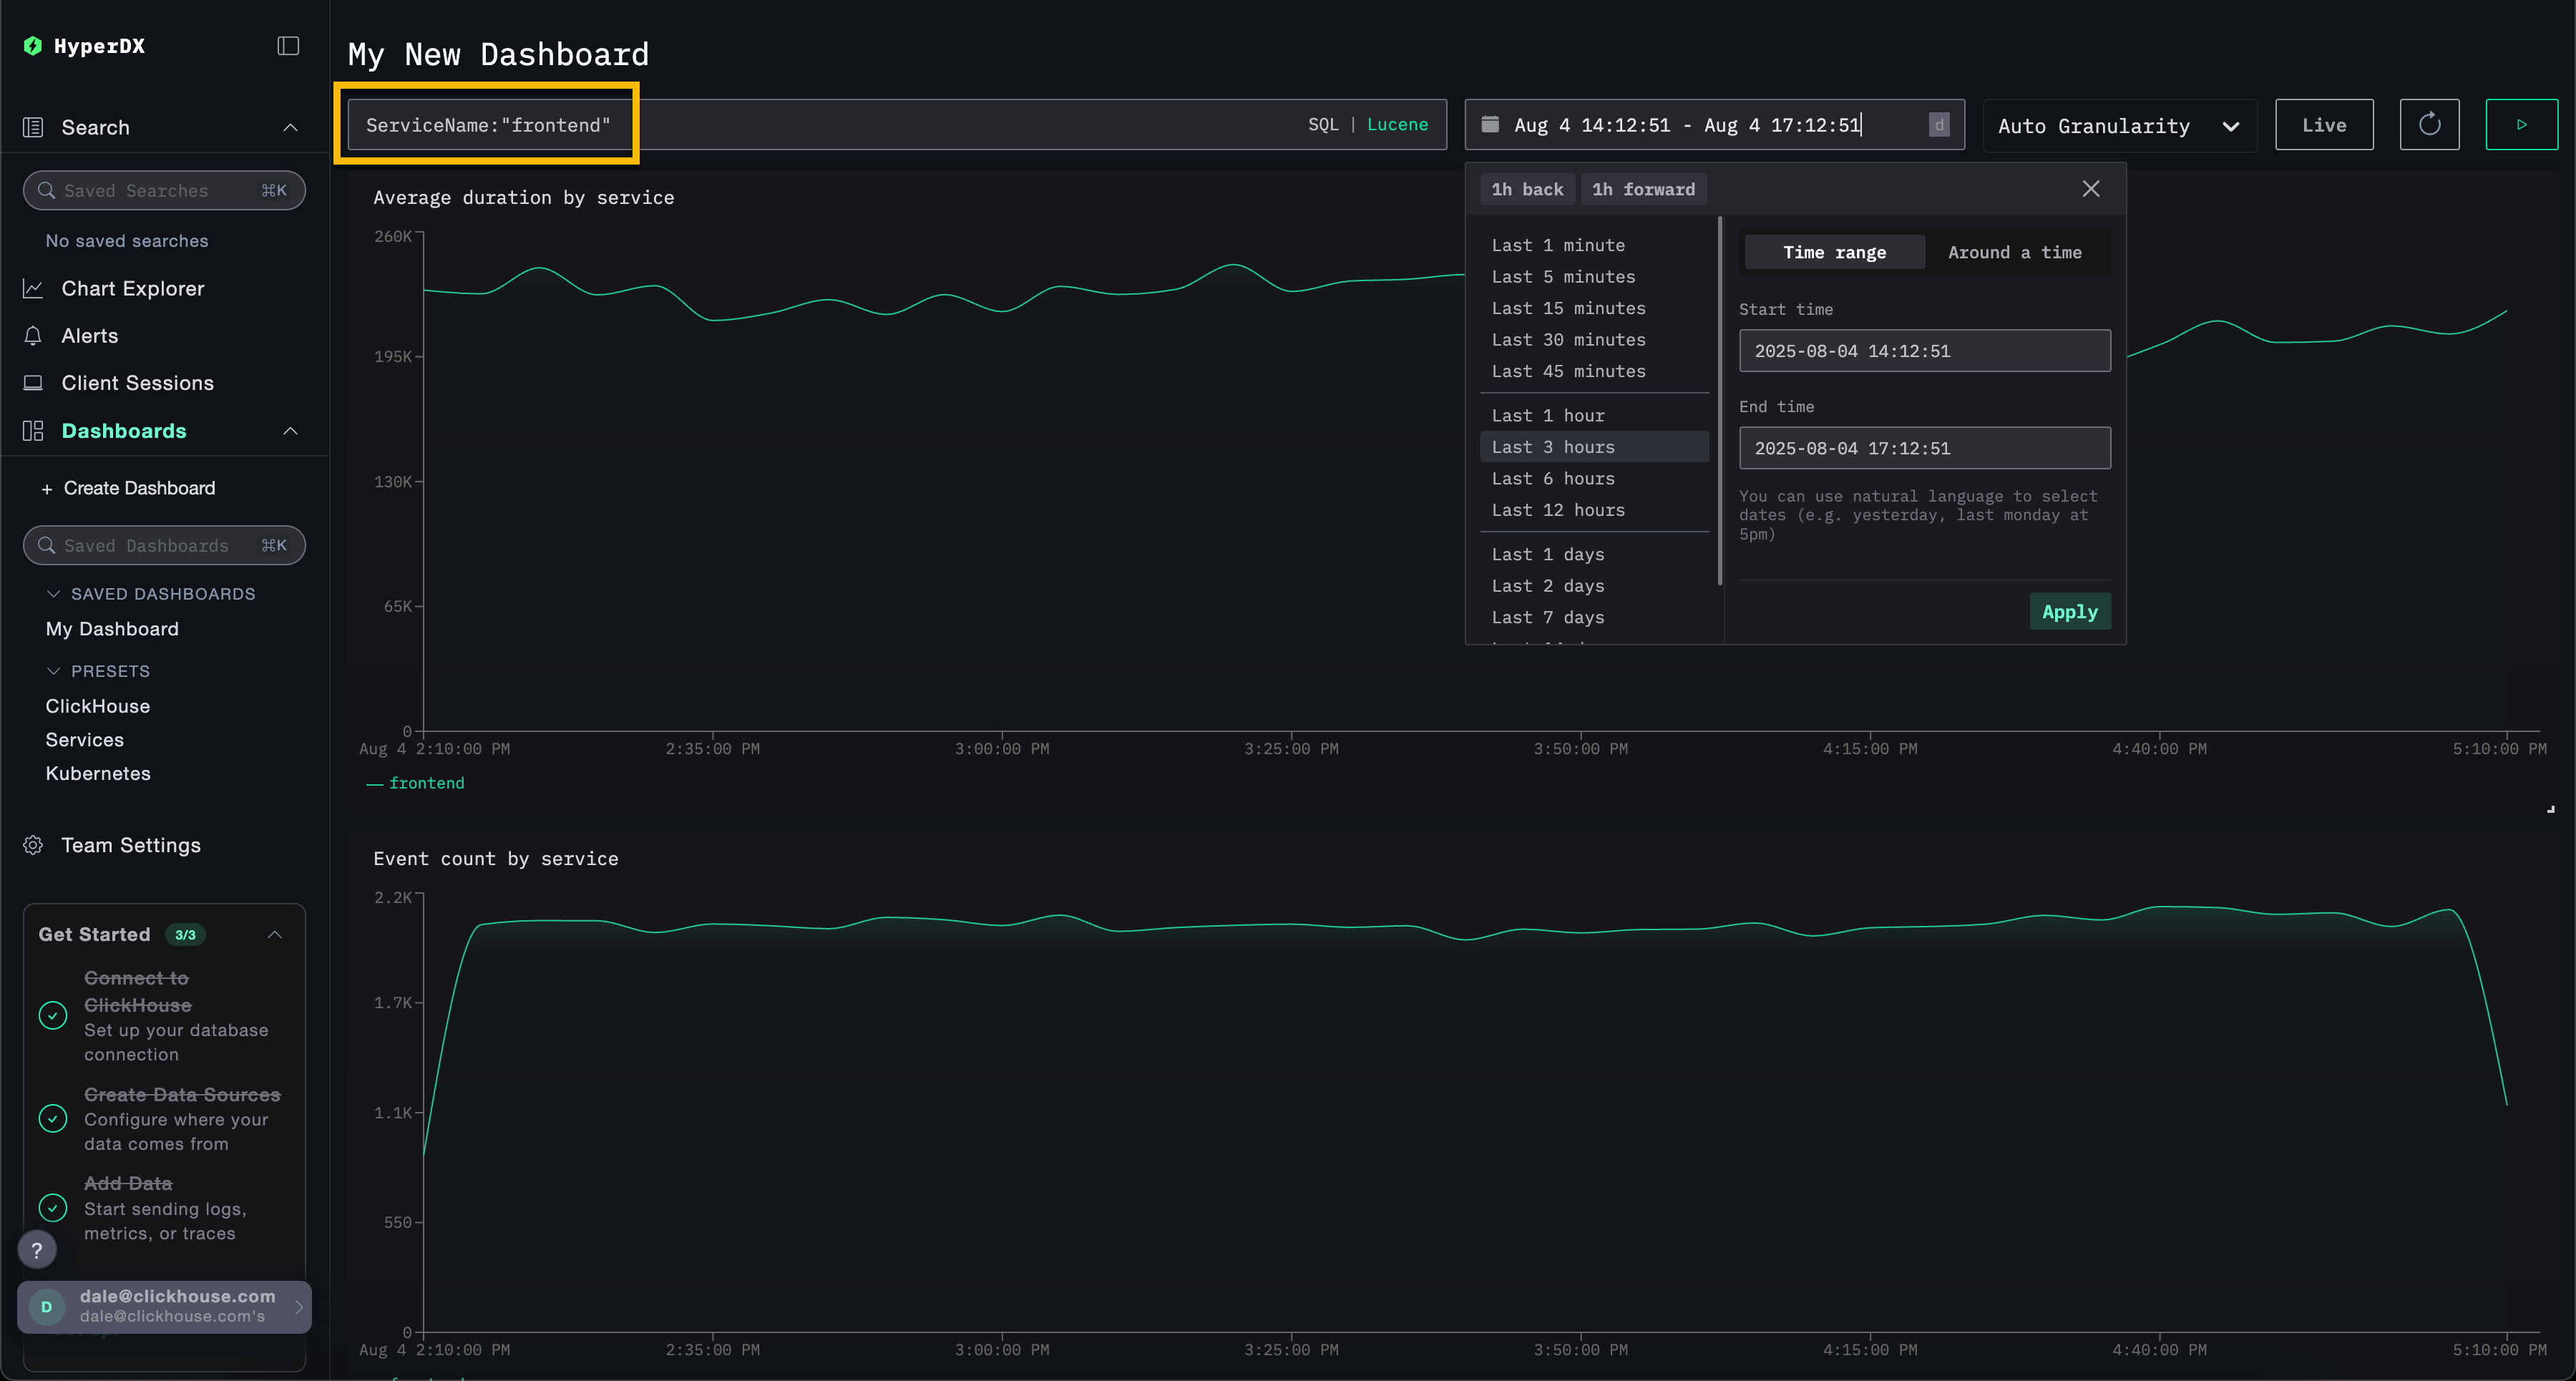 HyperDX
Search
Saved Searches ⌘K
No saved searches
Chart Explorer
Alerts
Client Sessions
Dashboards
+ Create Dashboard
Saved Dashboards ⌘K
SAVED DASHBOARDS
My Dashboard
PRESETS
ClickHouse
Services
Kubernetes
Team Settings
Get Started 3/3
Connect to
ClickHouse
Set up your database
connection
Create Data Sources
Configure where your
data comes from
Add Data
Start sending logs,
metrics, or traces
?
D
dale@clickhouse.com
dale@clickhouse.com's
My New Dashboard
ServiceName:"frontend"
SQL | Lucene
Aug 4 14:12:51 - Aug 4 17:12:51 d
Auto Granularity
Live
1h back 1h forward
Last 1 minute
Last 5 minutes
Last 15 minutes
Last 30 minutes
Last 45 minutes
Last 1 hour
Last 3 hours
Last 6 hours
Last 12 hours
Last 1 days
Last 2 days
Last 7 days
Time range Around a time
Start time
2025-08-04 14:12:51
End time
2025-08-04 17:12:51
You can use natural language to select
dates (e.g. yesterday, last monday at
5pm)
Apply
Average duration by service
260K
195K
130K
65K
0
Aug 4 2:10:00 PM 2:35:00 PM 3:00:00 PM 3:25:00 PM 3:50:00 PM 4:15:00 PM 4:40:00 PM 5:10:00 PM
frontend
Event count by service
2.2K
1.7K
1.1K
550
0
Aug 4 2:10:00 PM 2:35:00 PM 3:00:00 PM 3:25:00 PM 3:50:00 PM 4:15:00 PM 4:40:00 PM 5:10:00 PM